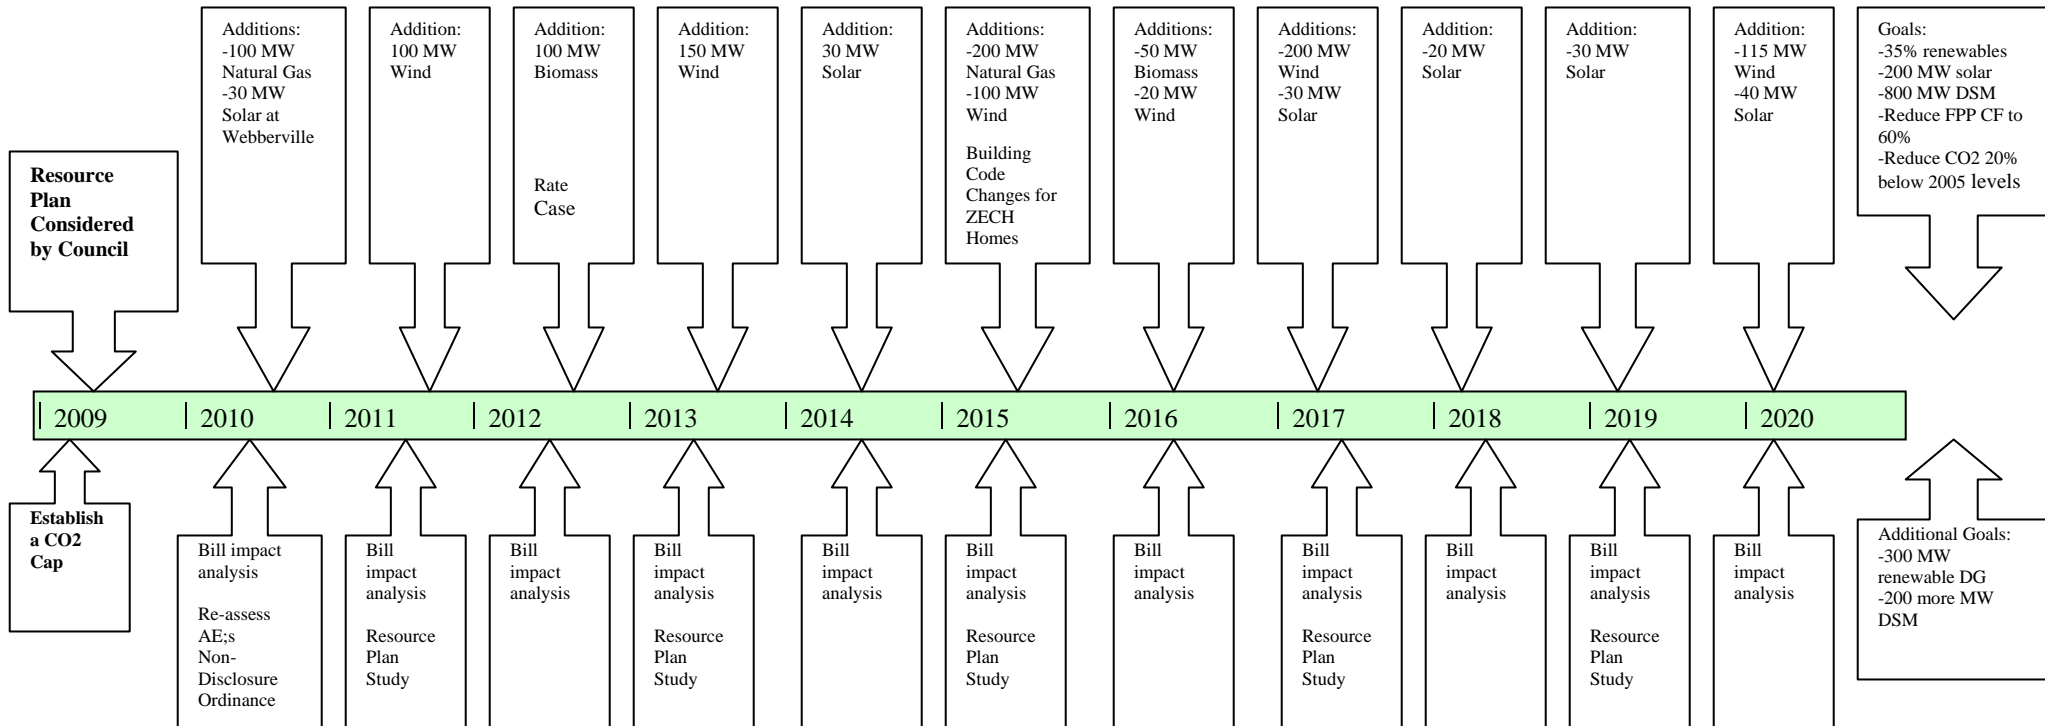 Resource
Plan
Considered
by Council
Additions:
-100 MW
Natural Gas
-30 MW
Solar at
Webberville
Addition:
100 MW
Wind
Addition:
100 MW
Biomass
Rate
Case
Addition:
150 MW
Wind
Addition:
30 MW
Solar
Additions:
-200 MW
Natural Gas
-100 MW
Wind
Building
Code
Changes for
ZECH
Homes
Additions:
-50 MW
Biomass
-20 MW
Wind
Additions:
-200 MW
Wind
-30 MW
Solar
Addition:
-20 MW
Solar
Addition:
-30 MW
Solar
Addition:
-115 MW
Wind
-40 MW
Solar
Goals:
-35% renewables
-200 MW solar
-800 MW DSM
-Reduce FPP CF to
60%
-Reduce CO2 20%
below 2005 levels
2009
2010
2011
2012
2013
2014
2015
2016
2017
2018
2019
2020
Establish
a CO2
Cap
Bill impact
analysis
Re-assess
AE;s
Non-
Disclosure
Ordinance
Bill
impact
analysis
Resource
Plan
Study
Bill
impact
analysis
Bill
impact
analysis
Resource
Plan
Study
Bill
impact
analysis
Bill
impact
analysis
Resource
Plan
Study
Bill
impact
analysis
Bill
impact
analysis
Resource
Plan
Study
Bill
impact
analysis
Bill
impact
analysis
Resource
Plan
Study
Bill
impact
analysis
Additional Goals:
-300 MW
renewable DG
-200 more MW
DSM